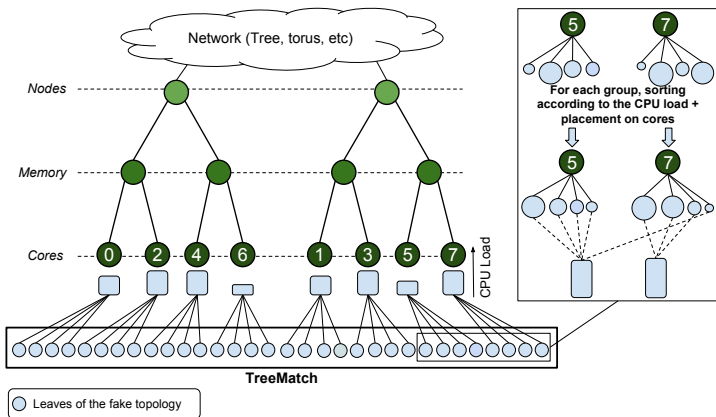 Network (Tree, torus, etc)
Nodes
Memory
Cores
0 2 4 6 1 3 5 7
CPU Load
TreeMatch
Leaves of the fake topology
5 7
For each group, sorting
according to the CPU load +
placement on cores
5 7